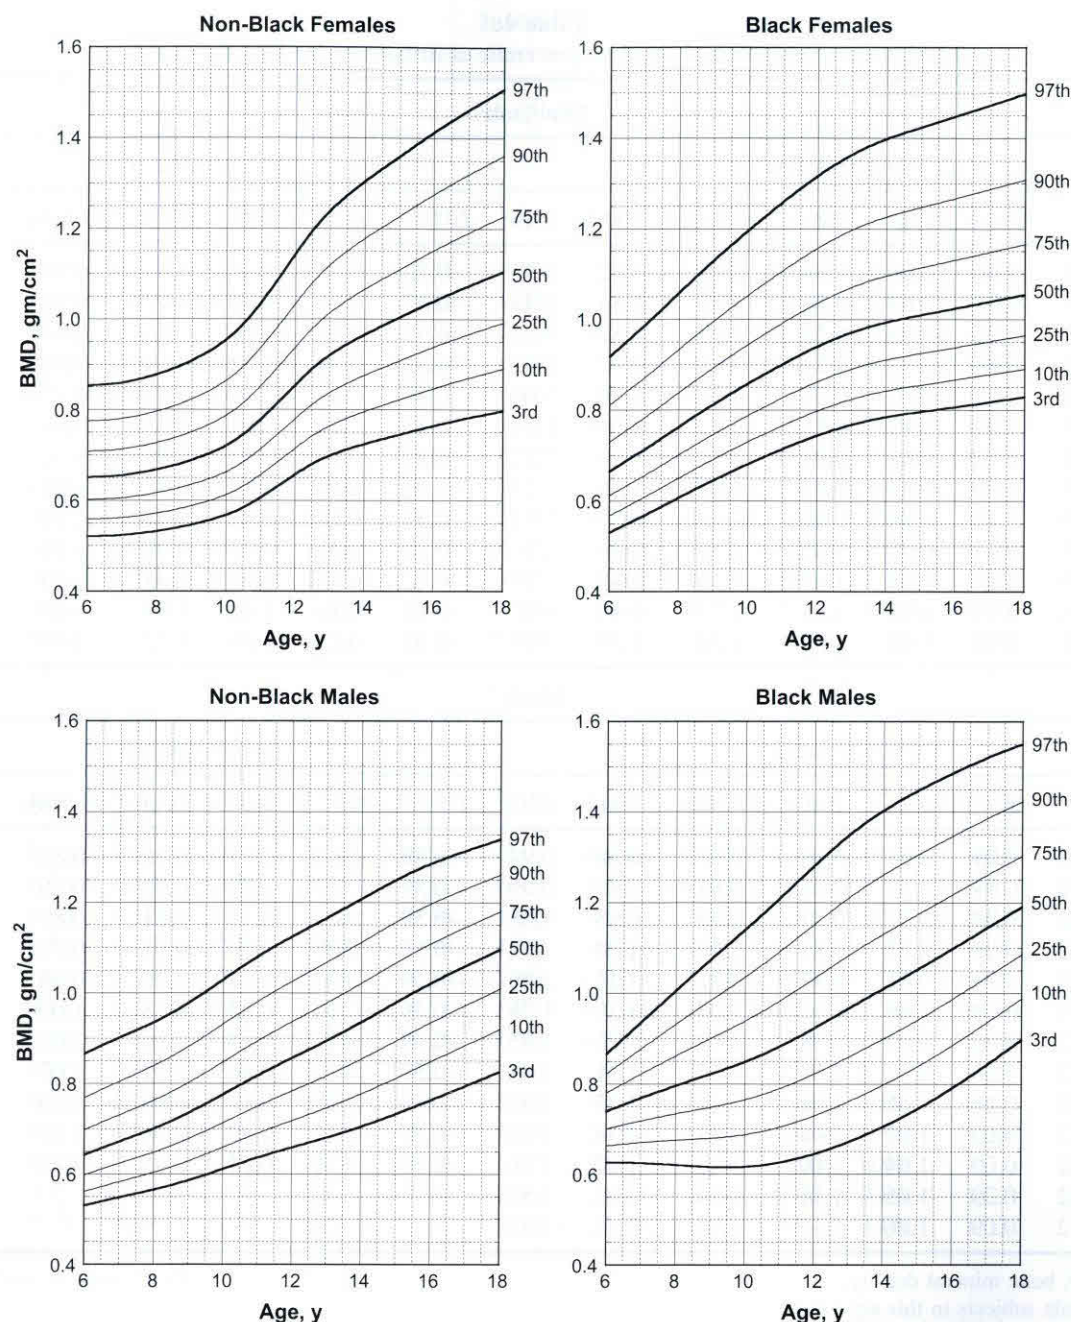 Non-Black Females
1.6
1.4
1.2
1.0
0.8
0.6
0.4
BMD, gm/cm²
97th
90th
75th
50th
25th
10th
3rd
6 8 10 12 14 16 18
Age, y
Black Females
1.6
1.4
1.2
1.0
0.8
0.6
0.4
97th
90th
75th
50th
25th
10th
3rd
6 8 10 12 14 16 18
Age, y
Non-Black Males
1.6
1.4
1.2
1.0
0.8
0.6
0.4
BMD, gm/cm²
97th
90th
75th
50th
25th
10th
3rd
6 8 10 12 14 16 18
Age, y
Black Males
1.6
1.4
1.2
1.0
0.8
0.6
0.4
97th
90th
75th
50th
25th
10th
3rd
6 8 10 12 14 16 18
Age, y